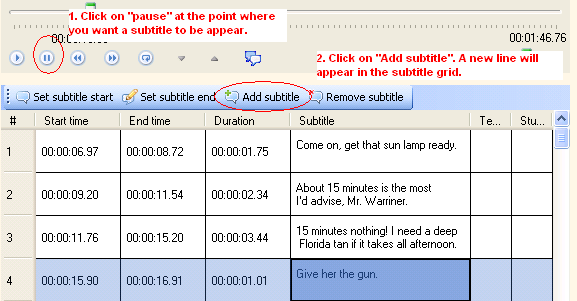 1. Click on "pause" at the point where
you want a subtitle to be appear.
00:01:46.76
2. Click on "Add subtitle". A new line will
appear in the subtitle grid.
Set subtitle start Set subtitle end Add subtitle Remove subtitle
# Start time End time Duration Subtitle Te... Stu...
1 00:00:06.97 00:00:08.72 00:00:01.75 Come on, get that sun lamp ready.
2 00:00:09.20 00:00:11.54 00:00:02.34 About 15 minutes is the most
I'd advise, Mr. Warriner.
3 00:00:11.76 00:00:15.20 00:00:03.44 15 minutes nothing! I need a deep
Florida tan if it takes all afternoon.
4 00:00:15.90 00:00:16.91 00:00:01.01 Give her the gun.